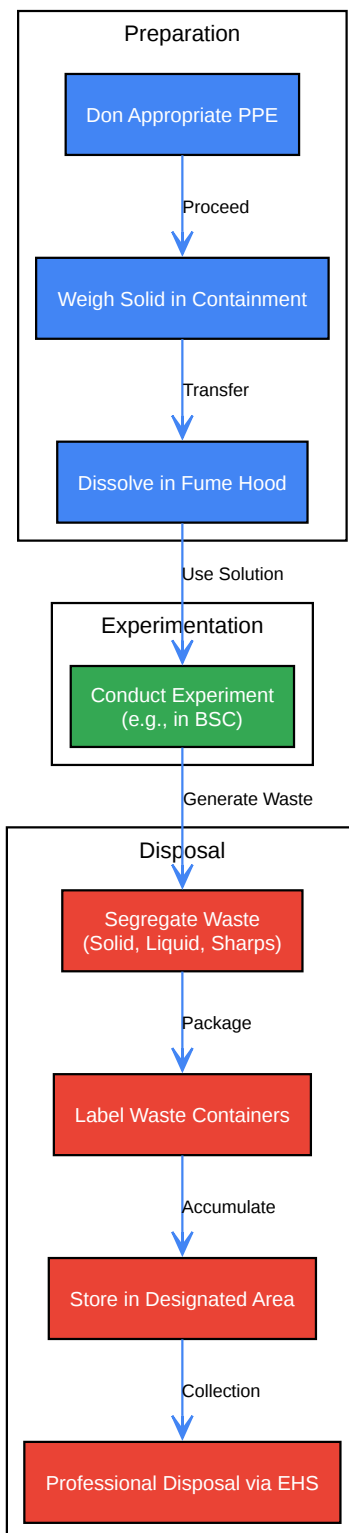 Preparation
Don Appropriate PPE
Proceed
Weigh Solid in Containment
Transfer
Dissolve in Fume Hood
Use Solution
Experimentation
Conduct Experiment
(e.g., in BSC)
Generate Waste
Disposal
Segregate Waste
(Solid, Liquid, Sharps)
Package
Label Waste Containers
Accumulate
Store in Designated Area
Collection
Professional Disposal via EHS